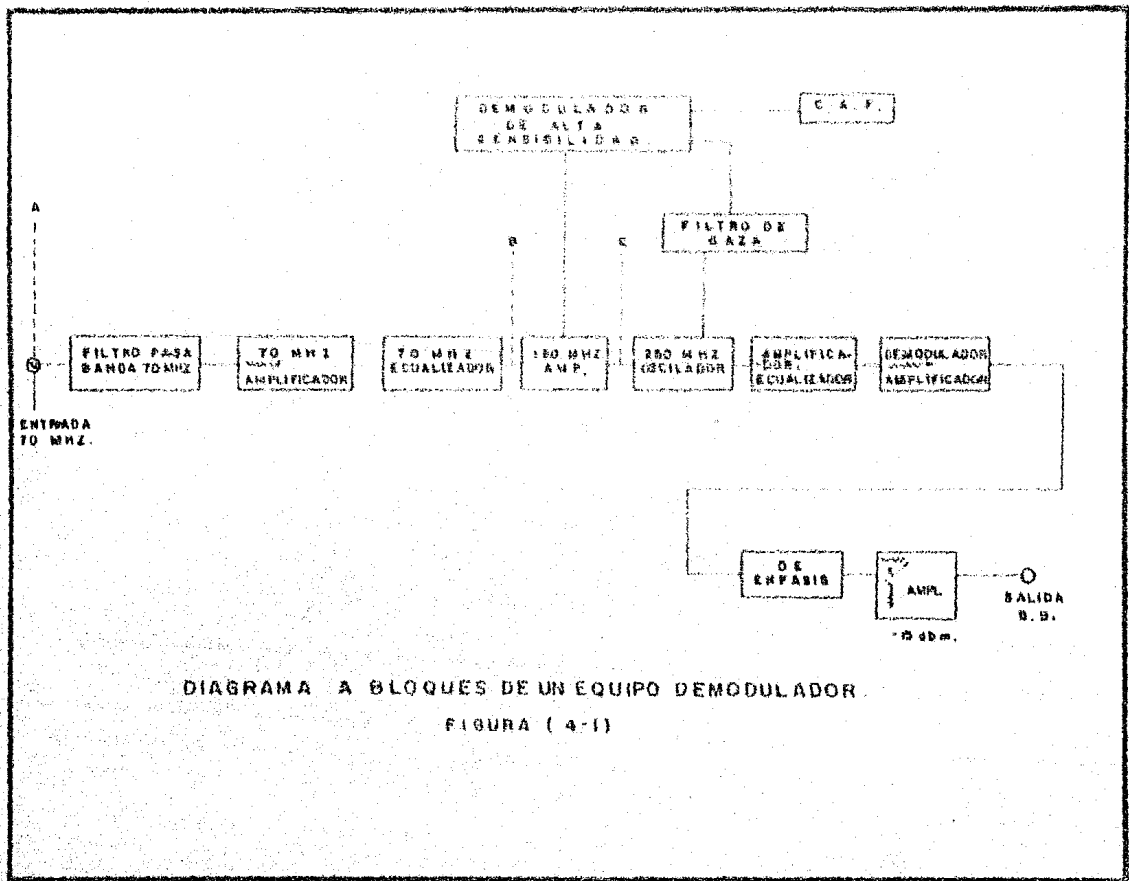 DEMODULADOR
DE ALTA
SENSIBILIDAD.
C. A. F.
A
FILTRO DE
BAZA
B
C
FILTRO PASA
BANDA 70 MHZ
70 MHZ
AMPLIFICADOR
70 MHZ
ECUALIZADOR
MHZ
AMP.
MHZ
OSCILADOR
AMPLIFICA-
DOR,
ECUALIZADOR
DEMODULADOR
AMPLIFICADOR
ENTRADA
70 MHZ.
DE
ENFASIS
AMPL.
SALIDA
B.B.
dbm.
DIAGRAMA A BLOQUES DE UN EQUIPO DEMODULADOR.
FIGURA (4-1)